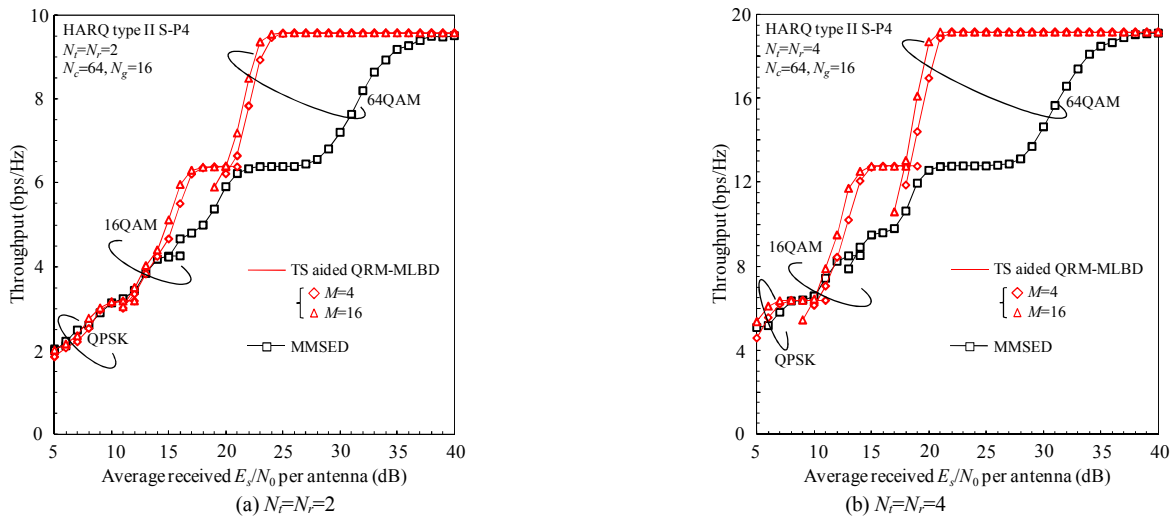 HARQ type II S-P4
Nt=Nr=2
Nc=64, Ng=16
64QAM
16QAM
QPSK
TS aided QRM-MLBD
M=4
M=16
MMSED
Throughput (bps/Hz)
10
8
6
4
2
0
5 10 15 20 25 30 35 40
Average received Es/N0 per antenna (dB)
(a) Nt=Nr=2
HARQ type II S-P4
Nt=Nr=4
Nc=64, Ng=16
64QAM
16QAM
QPSK
TS aided QRM-MLBD
M=4
M=16
MMSED
Throughput (bps/Hz)
20
16
12
8
4
0
5 10 15 20 25 30 35 40
Average received Es/N0 per antenna (dB)
(b) Nt=Nr=4